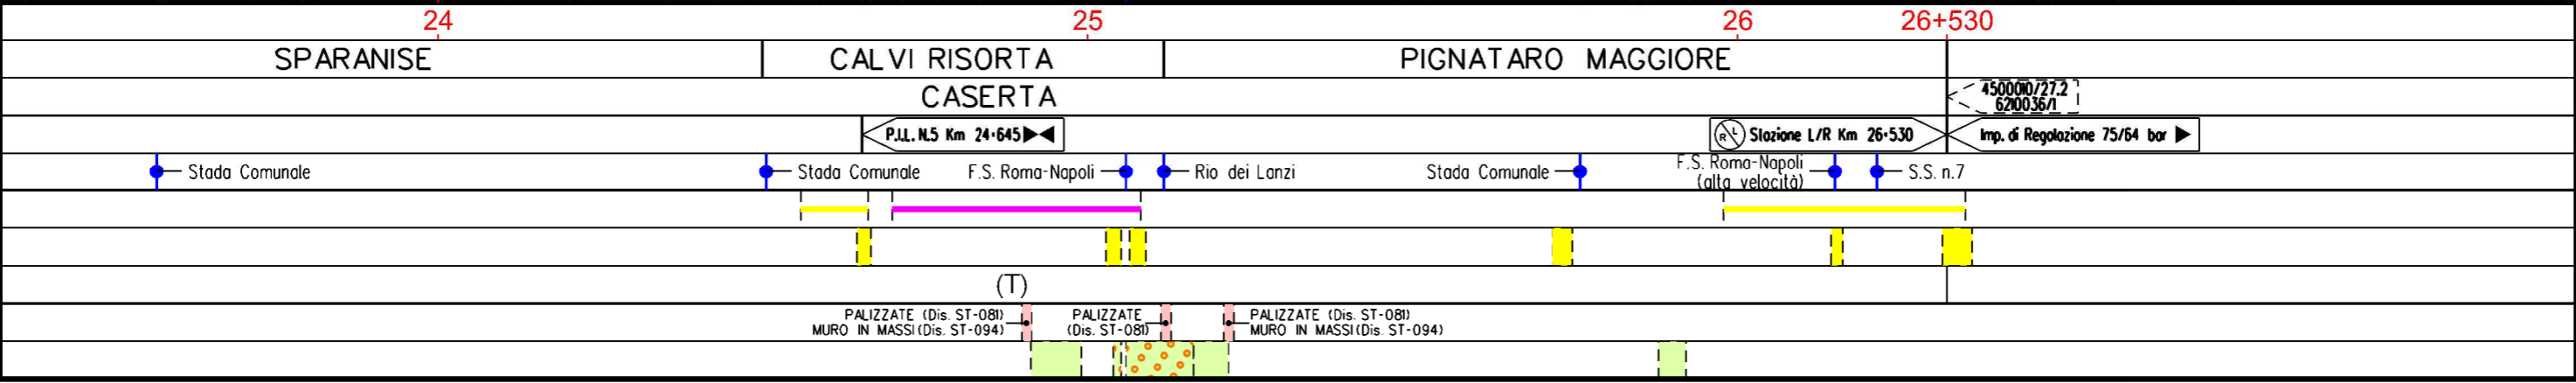 24 25 26 26+530
SPARANISE CALVI RISORTA PIGNATARO MAGGIORE
CASERTA
4500010/27.2
6210036/1
P.I.L. N.5 Km 24+645
R L Stazione L/R Km 26+530 Imp. di Regolazione 75/64 bar
Stada Comunale Stada Comunale F.S. Roma-Napoli Rio dei Lanzi Stada Comunale F.S. Roma-Napoli
(alta velocità) S.S. n.7
(T)
PALIZZATE (Dis. ST-081)
MURO IN MASSI(Dis. ST-094)
PALIZZATE
(Dis. ST-081)
PALIZZATE (Dis. ST-081)
MURO IN MASSI(Dis. ST-094)